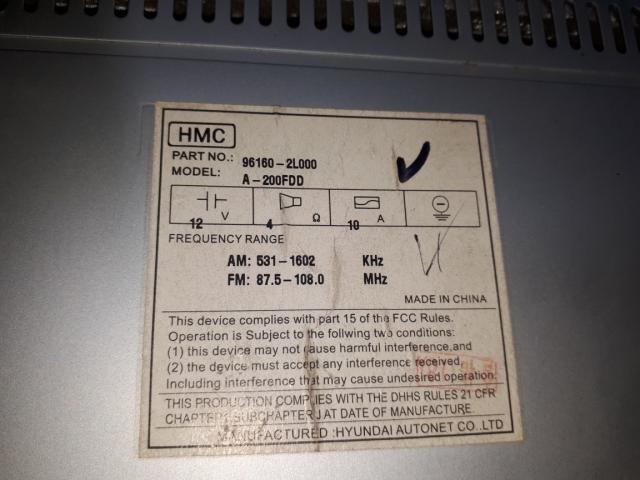 HMC
PART NO.: 96160-2L000
MODEL: A-200FDD
12 V 4 Ω 10 A
FREQUENCY RANGE
AM: 531-1602 KHz
FM: 87.5-108.0 MHz
MADE IN CHINA
This device complies with part 15 of the FCC Rules.
Operation is Subject to the follwing two conditions:
(1) this device may not cause harmful interference,and
(2) the device must accept any interference received,
Including interference that may cause undesired operation
THIS PRODUCTION COMPLIES WITH THE DHHS RULES 21 CFR
CHAPTER SUBCHAPTER J AT DATE OF MANUFACTURE.
MANUFACTURED :HYUNDAI AUTONET CO.,LTD